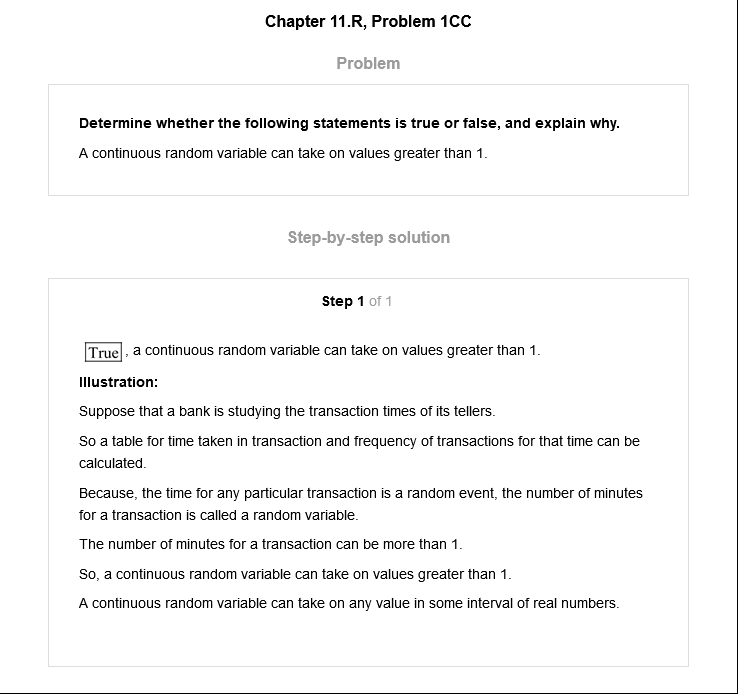 Chapter 11.R, Problem 1CC
Problem
Determine whether the following statements is true or false, and explain why.
A continuous random variable can take on values greater than 1.
Step-by-step solution
Step 1 of 1
True , a continuous random variable can take on values greater than 1.
Illustration:
Suppose that a bank is studying the transaction times of its tellers.
So a table for time taken in transaction and frequency of transactions for that time can be
calculated.
Because, the time for any particular transaction is a random event, the number of minutes
for a transaction is called a random variable.
The number of minutes for a transaction can be more than 1.
So, a continuous random variable can take on values greater than 1.
A continuous random variable can take on any value in some interval of real numbers.